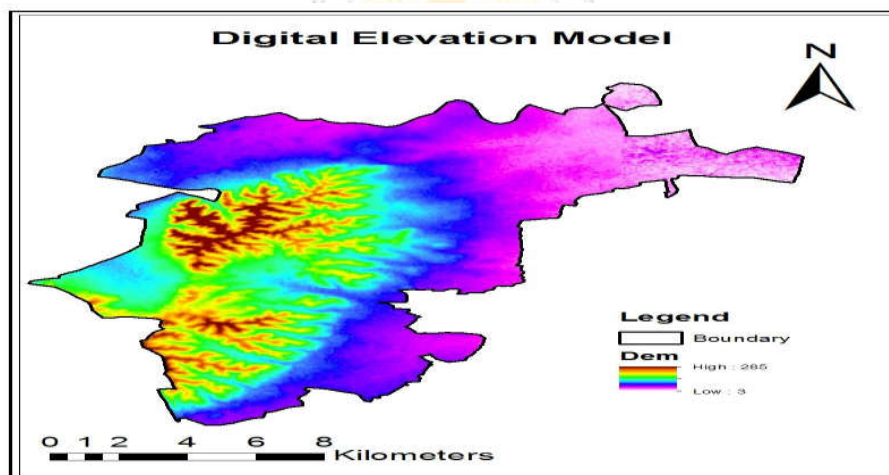 Digital Elevation Model
N
Legend
Boundary
Dem
High : 285
Low : 3
0 1 2 4 6 8
Kilometers